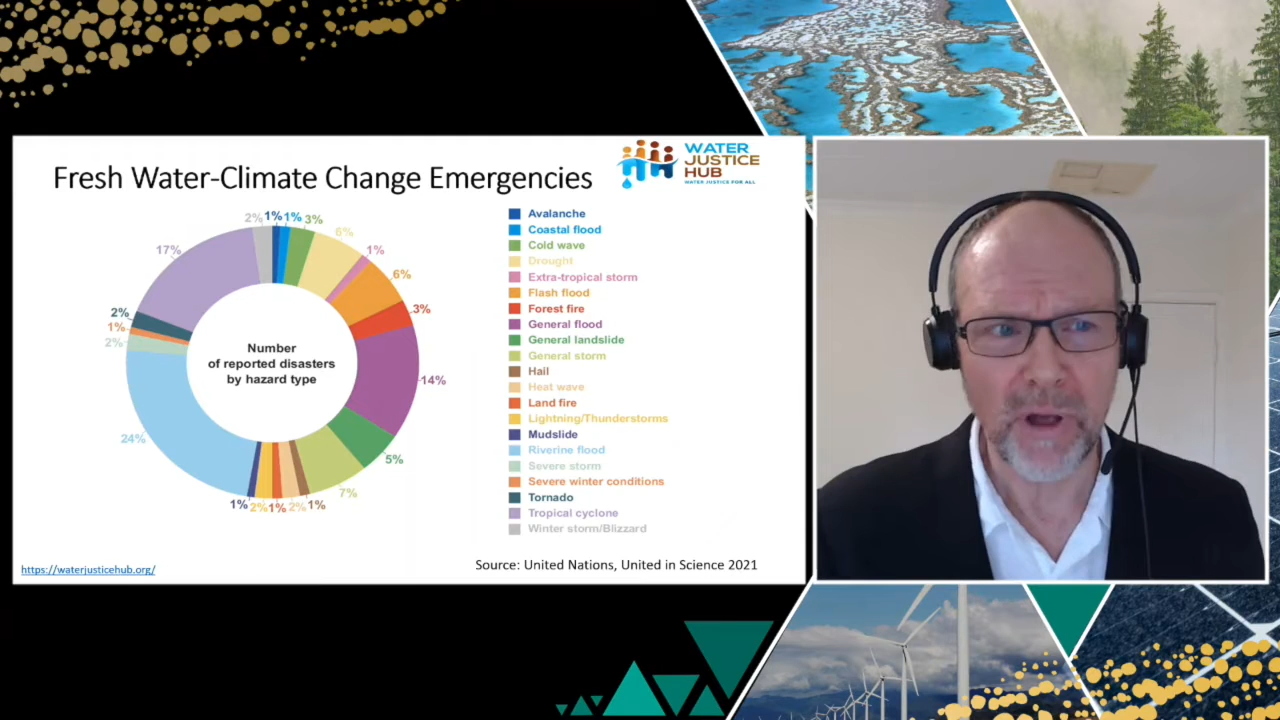 Fresh Water-Climate Change Emergencies
WATER
JUSTICE
HUB
WATER JUSTICE FOR ALL
2%
1%
1%
3%
6%
1%
6%
3%
14%
5%
7%
1%
2%
1%
2%
1%
24%
2%
1%
2%
17%
Number
of reported disasters
by hazard type
Avalanche
Coastal flood
Cold wave
Drought
Extra-tropical storm
Flash flood
Forest fire
General flood
General landslide
General storm
Hail
Heat wave
Land fire
Lightning/Thunderstorms
Mudslide
Riverine flood
Severe storm
Severe winter conditions
Tornado
Tropical cyclone
Winter storm/Blizzard
https://waterjusticehub.org/
Source: United Nations, United in Science 2021